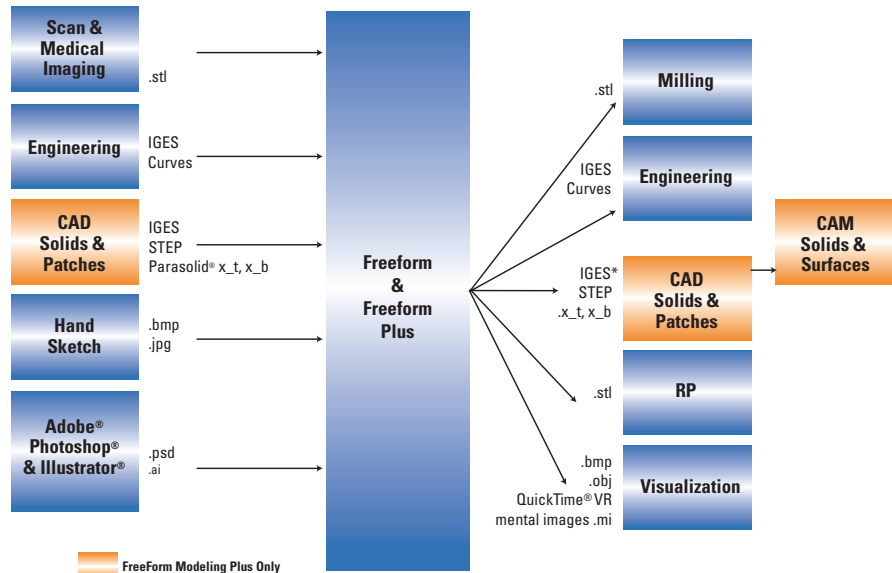 Scan &
Medical
Imaging
.stl
Engineering
IGES
Curves
CAD
Solids &
Patches
IGES
STEP
Parasolid® x_t, x_b
Hand
Sketch
.bmp
.jpg
Adobe®
Photoshop®
& Illustrator®
.psd
.ai
Freeform
&
Freeform
Plus
.stl
Milling
IGES
Curves
Engineering
IGES*
STEP
.x_t, x_b
CAD
Solids &
Patches
CAM
Solids &
Surfaces
.stl
RP
.bmp
.obj
QuickTime® VR
mental images .mi
Visualization
FreeForm Modeling Plus Only